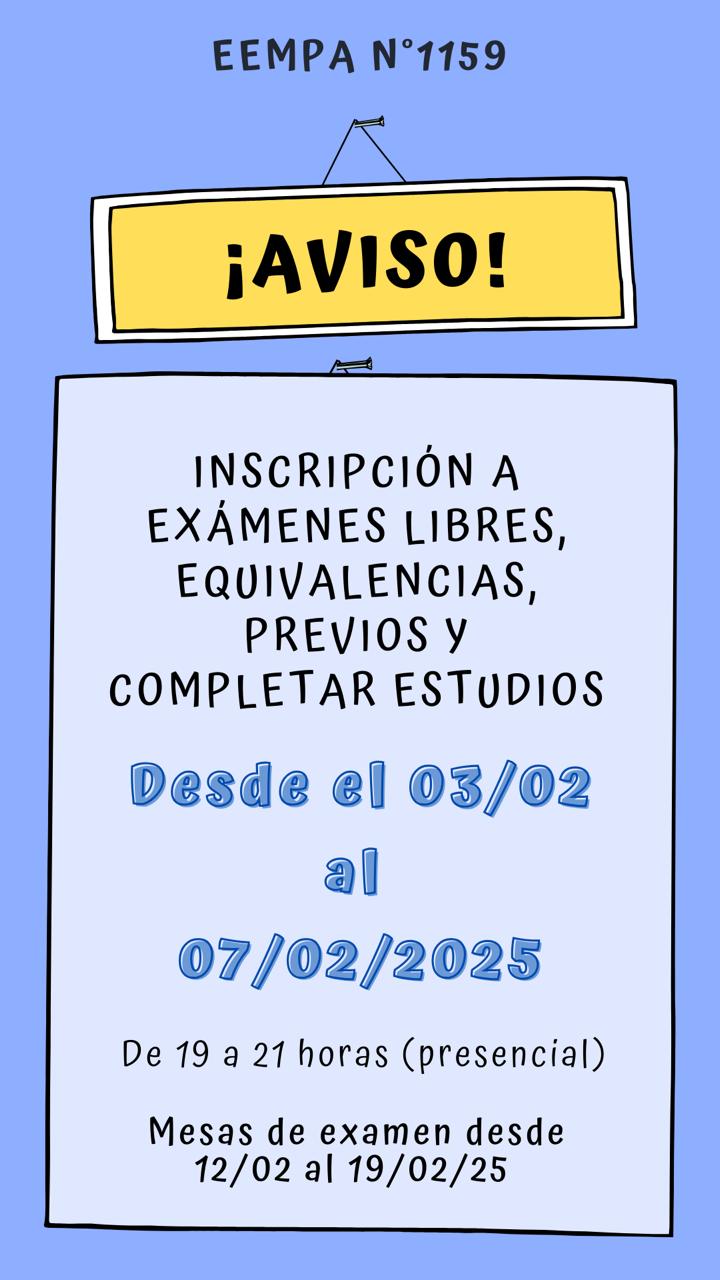 EEMPA N°1159
¡AVISO!
INSCRIPCIÓN A
EXÁMENES LIBRES,
EQUIVALENCIAS,
PREVIOS Y
COMPLETAR ESTUDIOS
Desde el 03/02
al
07/02/2025
De 19 a 21 horas (presencial)
Mesas de examen desde
12/02 al 19/02/25